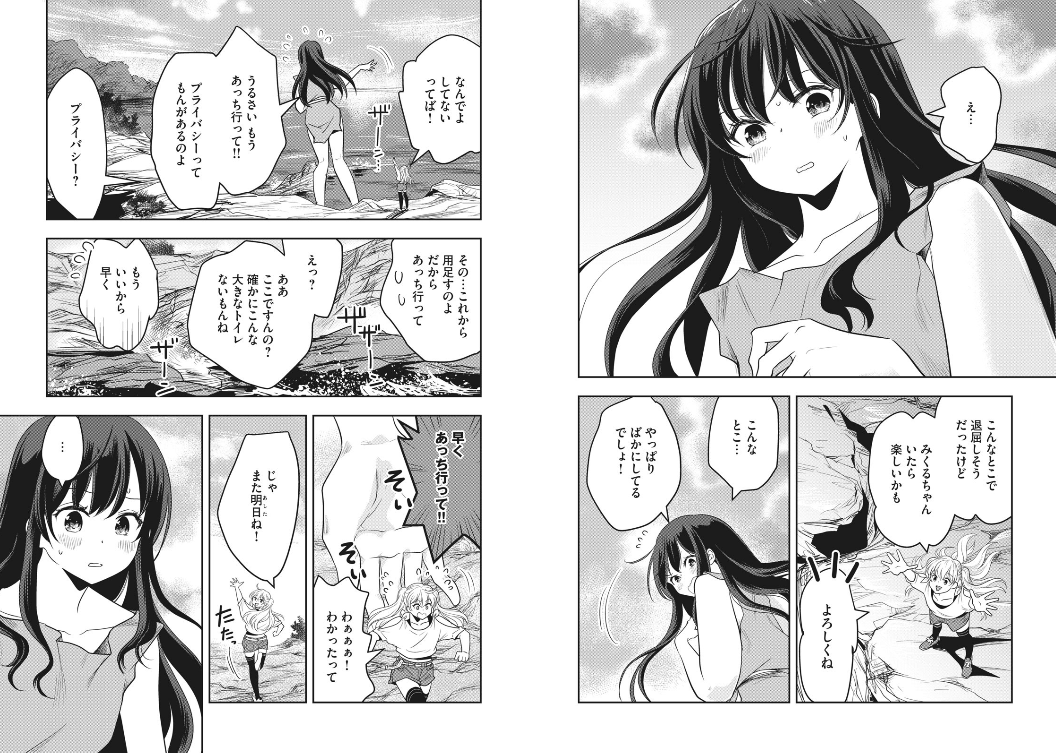 え…
こんなとこで
退屈しそう
だったけど
みくるちゃん
いたら
楽しいかも
よろしくね
こんな
とこ…
やっぱり
ばかにしてる
でしょ！
なんでよ
してない
ってば！
ザーン…
うるさい もう
あっち行って!!
プライバシーって
もんがあるのよ
プライバシー？
その…これから
用足すのよ
だから
あっち行って
えっ？
ああ
ここですんの？
確かにこんな
大きなトイレ
ないもんね
ザザーン
ザーン
もう
いいから
早く
早く
あっち行って!!
そぃ
そぃ
わぁぁぁ！
わかったって
じゃ
また明日ね！
あした
たたっ
…